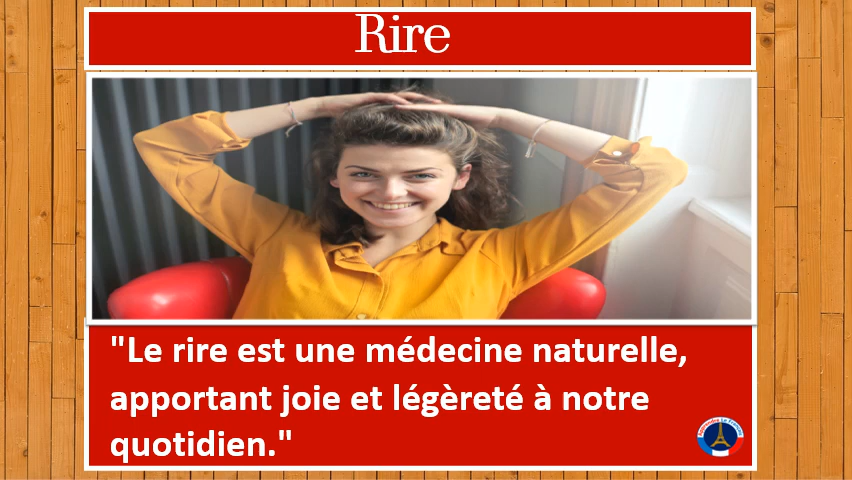 Rire
"Le rire est une médecine naturelle,
apportant joie et légèreté à notre
quotidien."